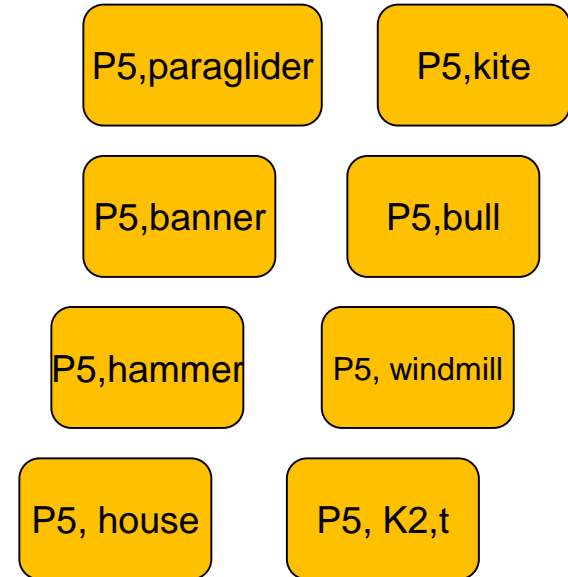 P5,paraglider
P5,kite
P5,banner
P5,bull
P5,hammer
P5, windmill
P5, house
P5, K2,t